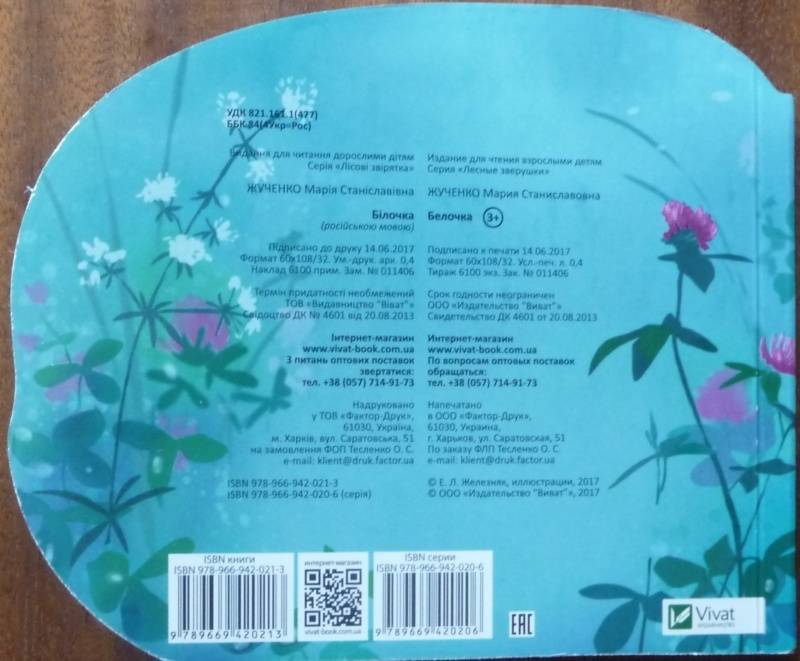 УДК 821.161.1(477)
ББК 84(4Укр=Рос)
Видання для читання дорослими дітям
Серія «Лісові звірятка»
ЖУЧЕНКО Марія Станіславівна
Білочка
(російською мовою)
Підписано до друку 14.06.2017
Формат 60х108/32. Ум.-друк. арк. 0,4
Наклад 6100 прим. Зам. № 011406
Термін придатності необмежений
ТОВ «Видавництво "Віват"»
Свідоцтво ДК № 4601 від 20.08.2013
Інтернет-магазин
www.vivat-book.com.ua
З питань оптових поставок
звертатися:
тел. +38 (057) 714-91-73
Надруковано
у ТОВ «Фактор-Друк»,
61030, Україна,
м. Харків, вул. Саратовська, 51
на замовлення ФОП Тесленко О. С.
e-mail: klient@druk.factor.ua
ISBN 978-966-942-021-3
ISBN 978-966-942-020-6 (серія)
Издание для чтения взрослыми детям
Серия «Лесные зверушки»
ЖУЧЕНКО Мария Станиславовна
Белочка 3+
Подписано к печати 14.06.2017
Формат 60х108/32. Усл.-печ. л. 0,4
Тираж 6100 экз. Зак. № 011406
Срок годности неограничен
ООО «Издательство "Виват"»
Свидетельство ДК 4601 от 20.08.2013
Интернет-магазин
www.vivat-book.com.ua
По вопросам оптовых поставок
обращаться:
тел. +38 (057) 714-91-73
Напечатано
в ООО «Фактор-Друк»,
61030, Украина,
г. Харьков, ул. Саратовская, 51
По заказу ФЛП Тесленко О. С.
e-mail: klient@druk.factor.ua
© Е. Л. Железняк, иллюстрации, 2017
© ООО «Издательство "Виват"», 2017
ISBN книги
ISBN 978-966-942-021-3
9 789669 420213
интернет-магазин
vivat-book.com.ua
ISBN серии
ISBN 978-966-942-020-6
9 789669 420206
EAC
Vivat
ВИДАВНИЦТВО